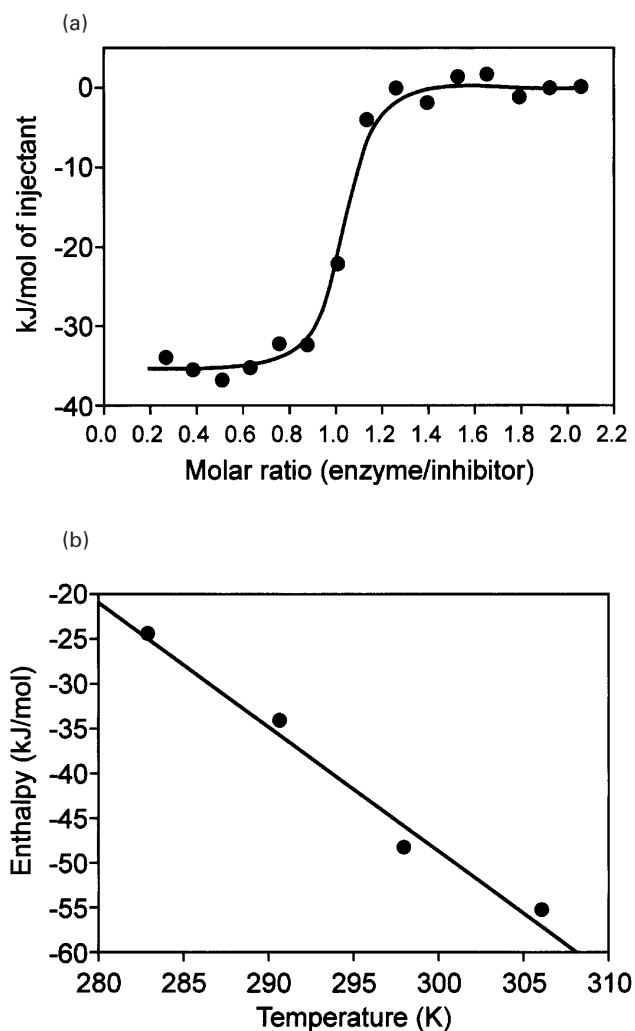 (a)
0
-10
-20
-30
-40
kJ/mol of injectant
0.0 0.2 0.4 0.6 0.8 1.0 1.2 1.4 1.6 1.8 2.0 2.2
Molar ratio (enzyme/inhibitor)
(b)
-20
-25
-30
-35
-40
-45
-50
-55
-60
Enthalpy (kJ/mol)
280 285 290 295 300 305 310
Temperature (K)